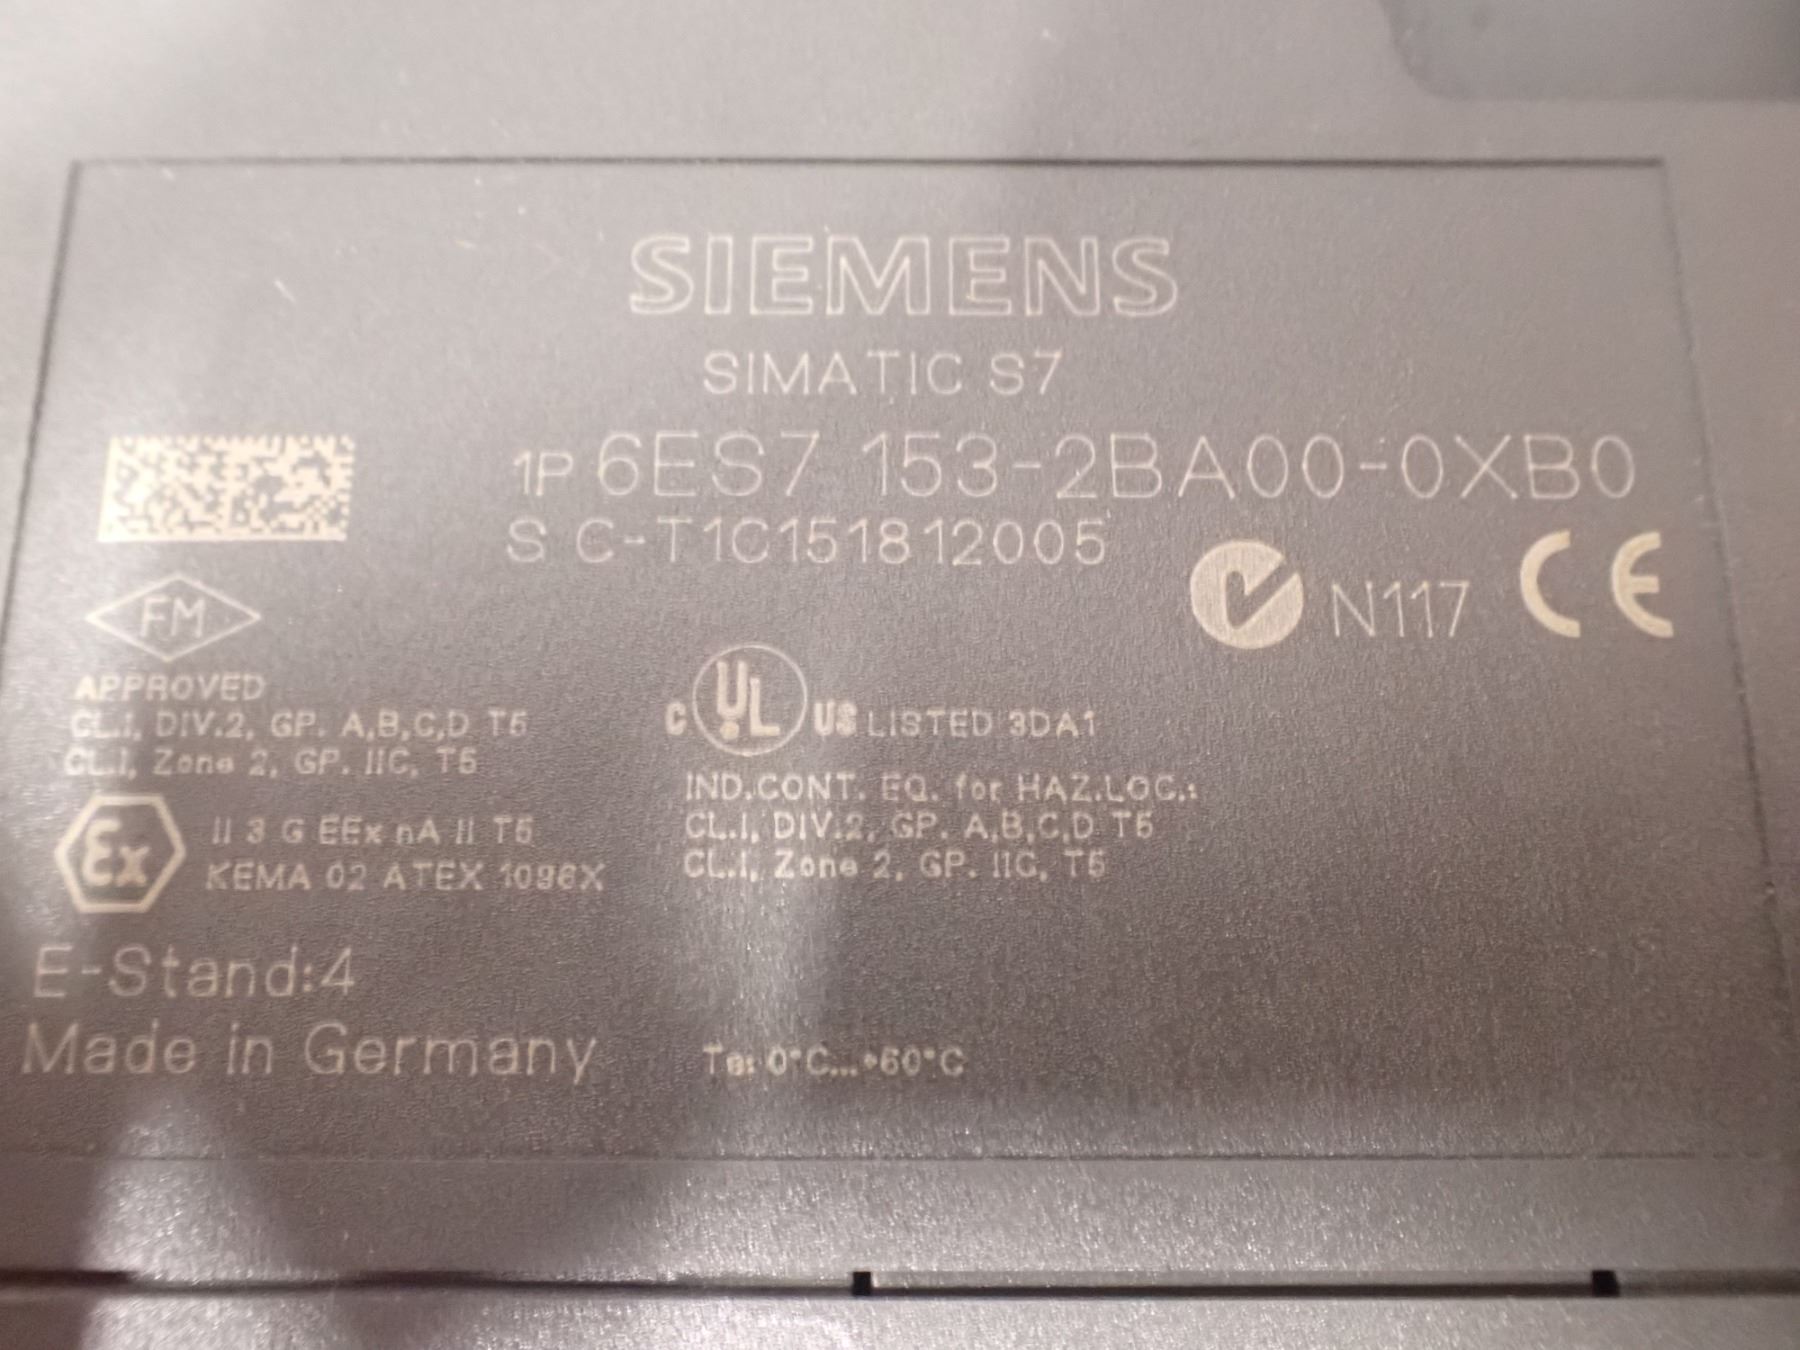 SIEMENS
SIMATIC S7
1P 6ES7 153-2BA00-0XB0
S C-T1C151812005
N117 CE
FM
APPROVED
CL.I, DIV.2, GP. A,B,C,D T5
CL.I, Zone 2, GP. IIC, T5
Ex
II 3 G EEx nA II T5
KEMA 02 ATEX 1096X
C UL US LISTED 3DA1
IND.CONT. EQ. for HAZ.LOC.:
CL.I, DIV.2, GP. A,B,C,D T5
CL.I, Zone 2, GP. IIC, T5
E-Stand:4
Made in Germany
Ta: 0°C...+60°C